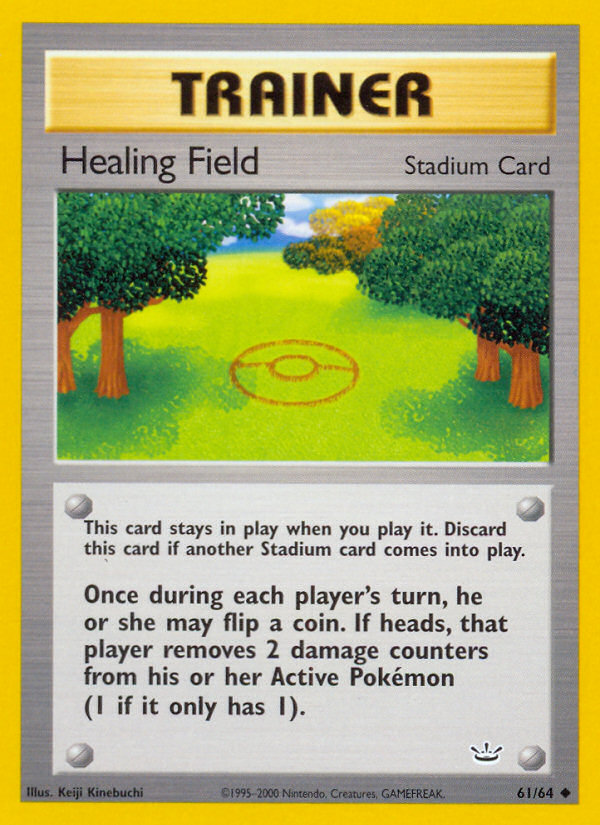 TRAINER
Healing Field Stadium Card
This card stays in play when you play it. Discard
this card if another Stadium card comes into play.
Once during each player's turn, he
or she may flip a coin. If heads, that
player removes 2 damage counters
from his or her Active Pokémon
(1 if it only has 1).
Illus. Keiji Kinebuchi ©1995-2000 Nintendo, Creatures, GAMEFREAK. 61/64 ◆